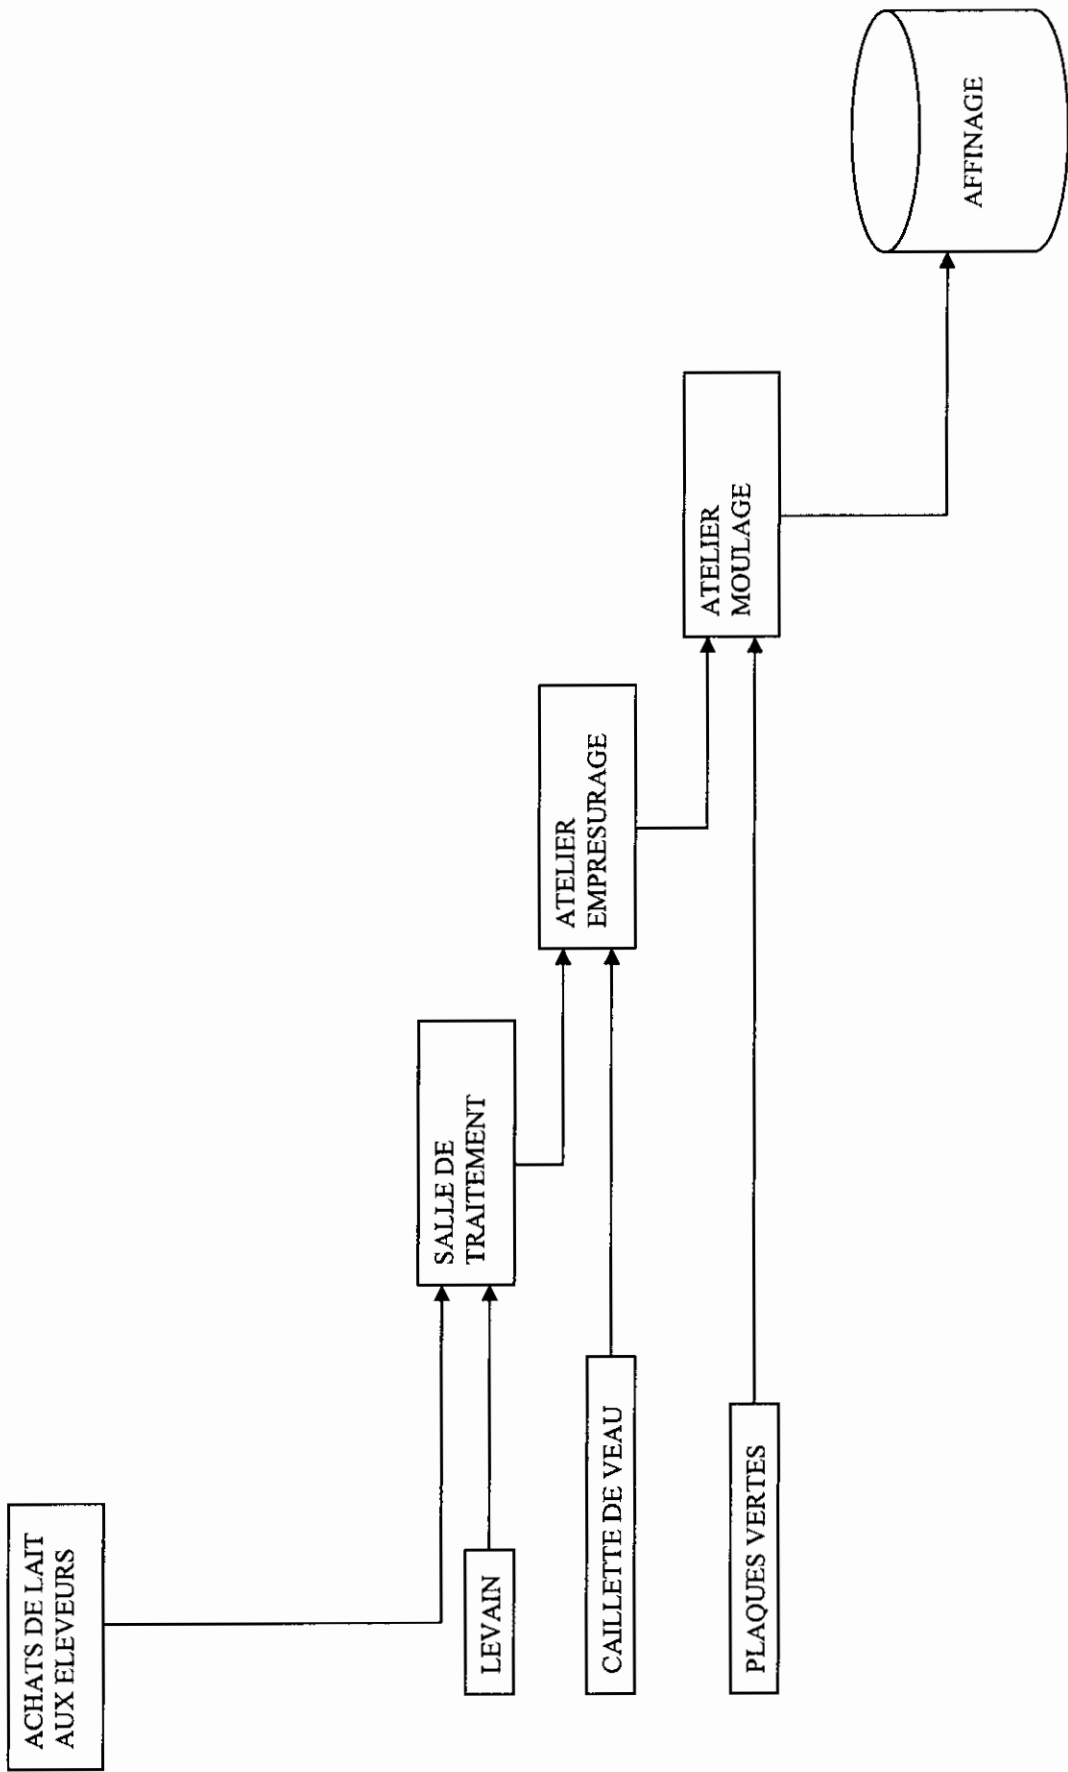 ACHATS DE LAIT
AUX ELEVEURS
SALLE DE
TRAITEMENT
LEVAIN
ATELIER
EMPRESURAGE
CAILLETTE DE VEAU
ATELIER
MOULAGE
PLAQUES VERTES
AFFINAGE